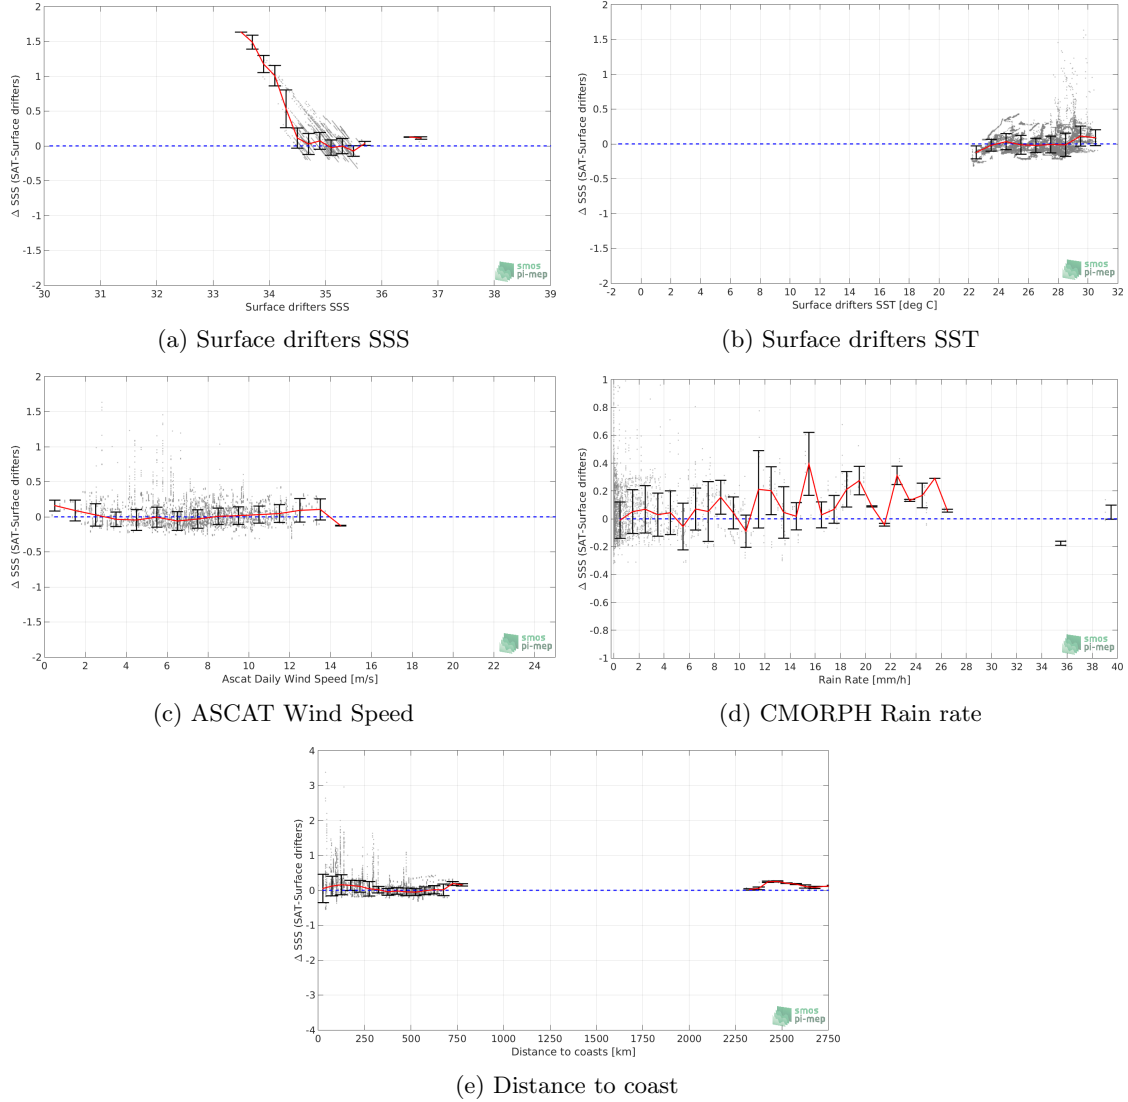 2
1.5
1
0.5
0
-0.5
-1
-1.5
-2
30 31 32 33 34 35 36 37 38 39
Δ SSS (SAT-Surface drifters)
Surface drifters SSS
smos
pi-mep
(a) Surface drifters SSS
2
1.5
1
0.5
0
-0.5
-1
-1.5
-2
-2 0 2 4 6 8 10 12 14 16 18 20 22 24 26 28 30 32
Δ SSS (SAT-Surface drifters)
Surface drifters SST [deg C]
smos
pi-mep
(b) Surface drifters SST
2
1.5
1
0.5
0
-0.5
-1
-1.5
-2
0 2 4 6 8 10 12 14 16 18 20 22 24
Δ SSS (SAT-Surface drifters)
Ascat Daily Wind Speed [m/s]
smos
pi-mep
(c) ASCAT Wind Speed
1
0.8
0.6
0.4
0.2
0
-0.2
-0.4
-0.6
-0.8
-1
0 2 4 6 8 10 12 14 16 18 20 22 24 26 28 30 32 34 36 38 40
Δ SSS (SAT-Surface drifters)
Rain Rate [mm/h]
smos
pi-mep
(d) CMORPH Rain rate
4
3
2
1
0
-1
-2
-3
-4
0 250 500 750 1000 1250 1500 1750 2000 2250 2500 2750
Δ SSS (SAT-Surface drifters)
Distance to coasts [km]
smos
pi-mep
(e) Distance to coast